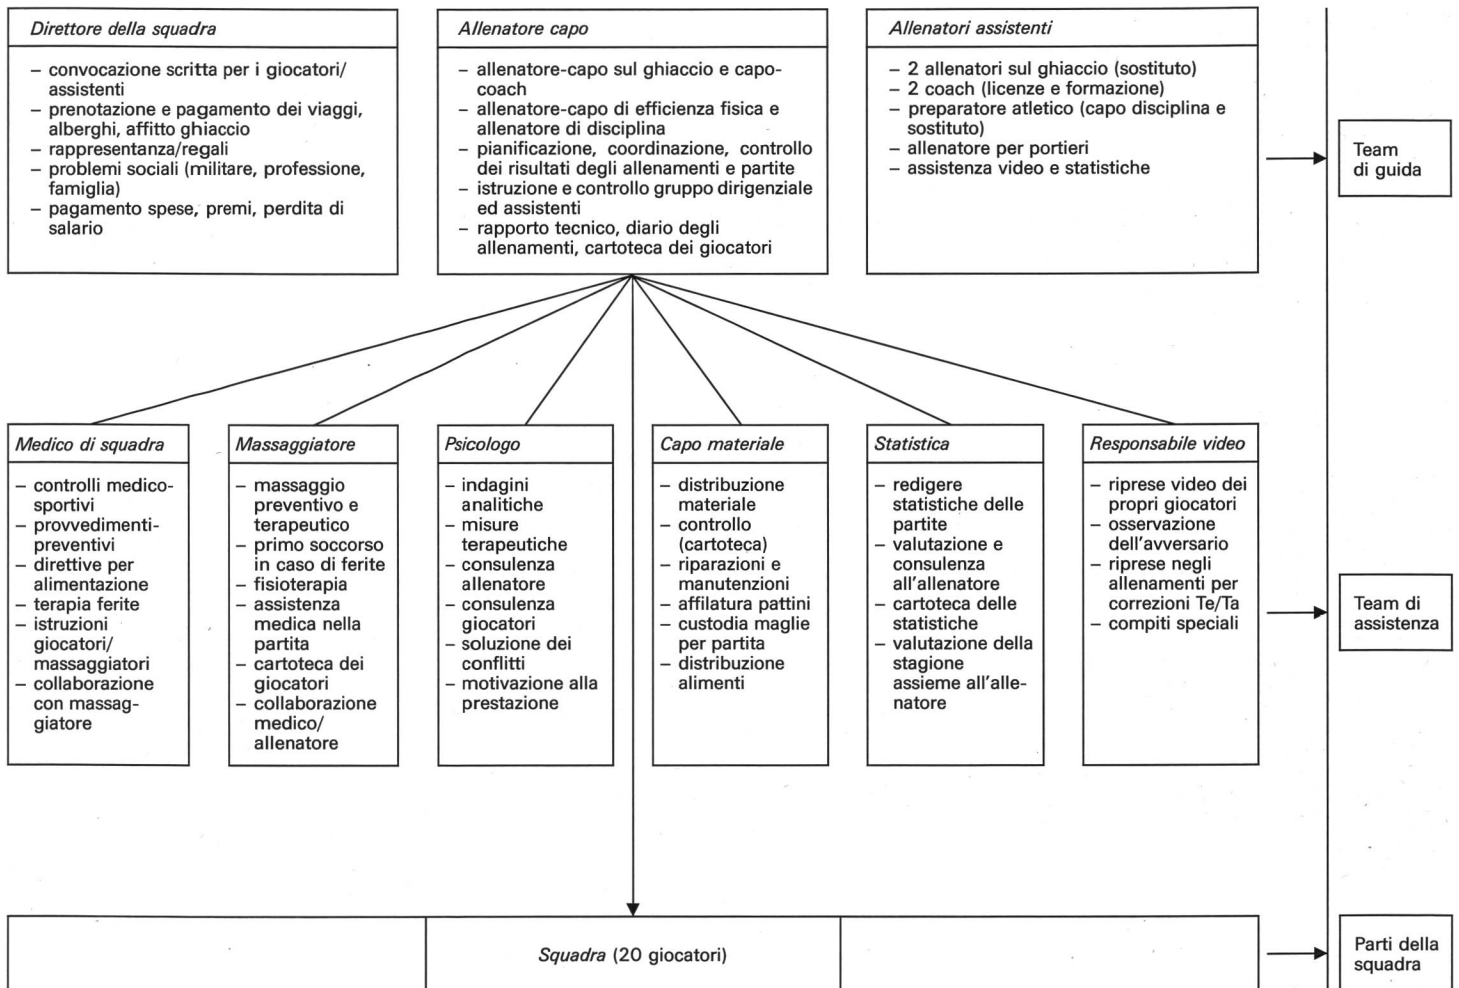 Direttore della squadra
– convocazione scritta per i giocatori/
assistenti
– prenotazione e pagamento dei viaggi,
alberghi, affitto ghiaccio
– rappresentanza/regali
– problemi sociali (militare, professione,
famiglia)
– pagamento spese, premi, perdita di
salario
Allenatore capo
– allenatore-capo sul ghiaccio e capo-
coach
– allenatore-capo di efficienza fisica e
allenatore di disciplina
– pianificazione, coordinazione, controllo
dei risultati degli allenamenti e partite
– istruzione e controllo gruppo dirigenziale
ed assistenti
– rapporto tecnico, diario degli
allenamenti, cartoteca dei giocatori
Allenatori assistenti
– 2 allenatori sul ghiaccio (sostituto)
– 2 coach (licenze e formazione)
– preparatore atletico (capo disciplina e
sostituto)
– allenatore per portieri
– assistenza video e statistiche
Team
di guida
Medico di squadra
– controlli medico-
sportivi
– provvedimenti-
preventivi
– direttive per
alimentazione
– terapia ferite
– istruzioni
giocatori/
massaggiatori
– collaborazione
con massag-
giatore
Massaggiatore
– massaggio
preventivo e
terapeutico
– primo soccorso
in caso di ferite
– fisioterapia
– assistenza
medica nella
partita
– cartoteca dei
giocatori
– collaborazione
medico/
allenatore
Psicologo
– indagini
analitiche
– misure
terapeutiche
– consulenza
allenatore
– consulenza
giocatori
– soluzione dei
conflitti
– motivazione alla
prestazione
Capo materiale
– distribuzione
materiale
– controllo
(cartoteca)
– riparazioni e
manutenzioni
– affilatura pattini
– custodia maglie
per partita
– distribuzione
alimenti
Statistica
– redigere
statistiche delle
partite
– valutazione e
consulenza
all'allenatore
– cartoteca delle
statistiche
– valutazione della
stagione
assieme all'alle-
natore
Responsabile video
– riprese video dei
propri giocatori
– osservazione
dell'avversario
– riprese negli
allenamenti per
correzioni Te/Ta
– compiti speciali
Team di
assistenza
Squadra (20 giocatori)
Parti della
squadra